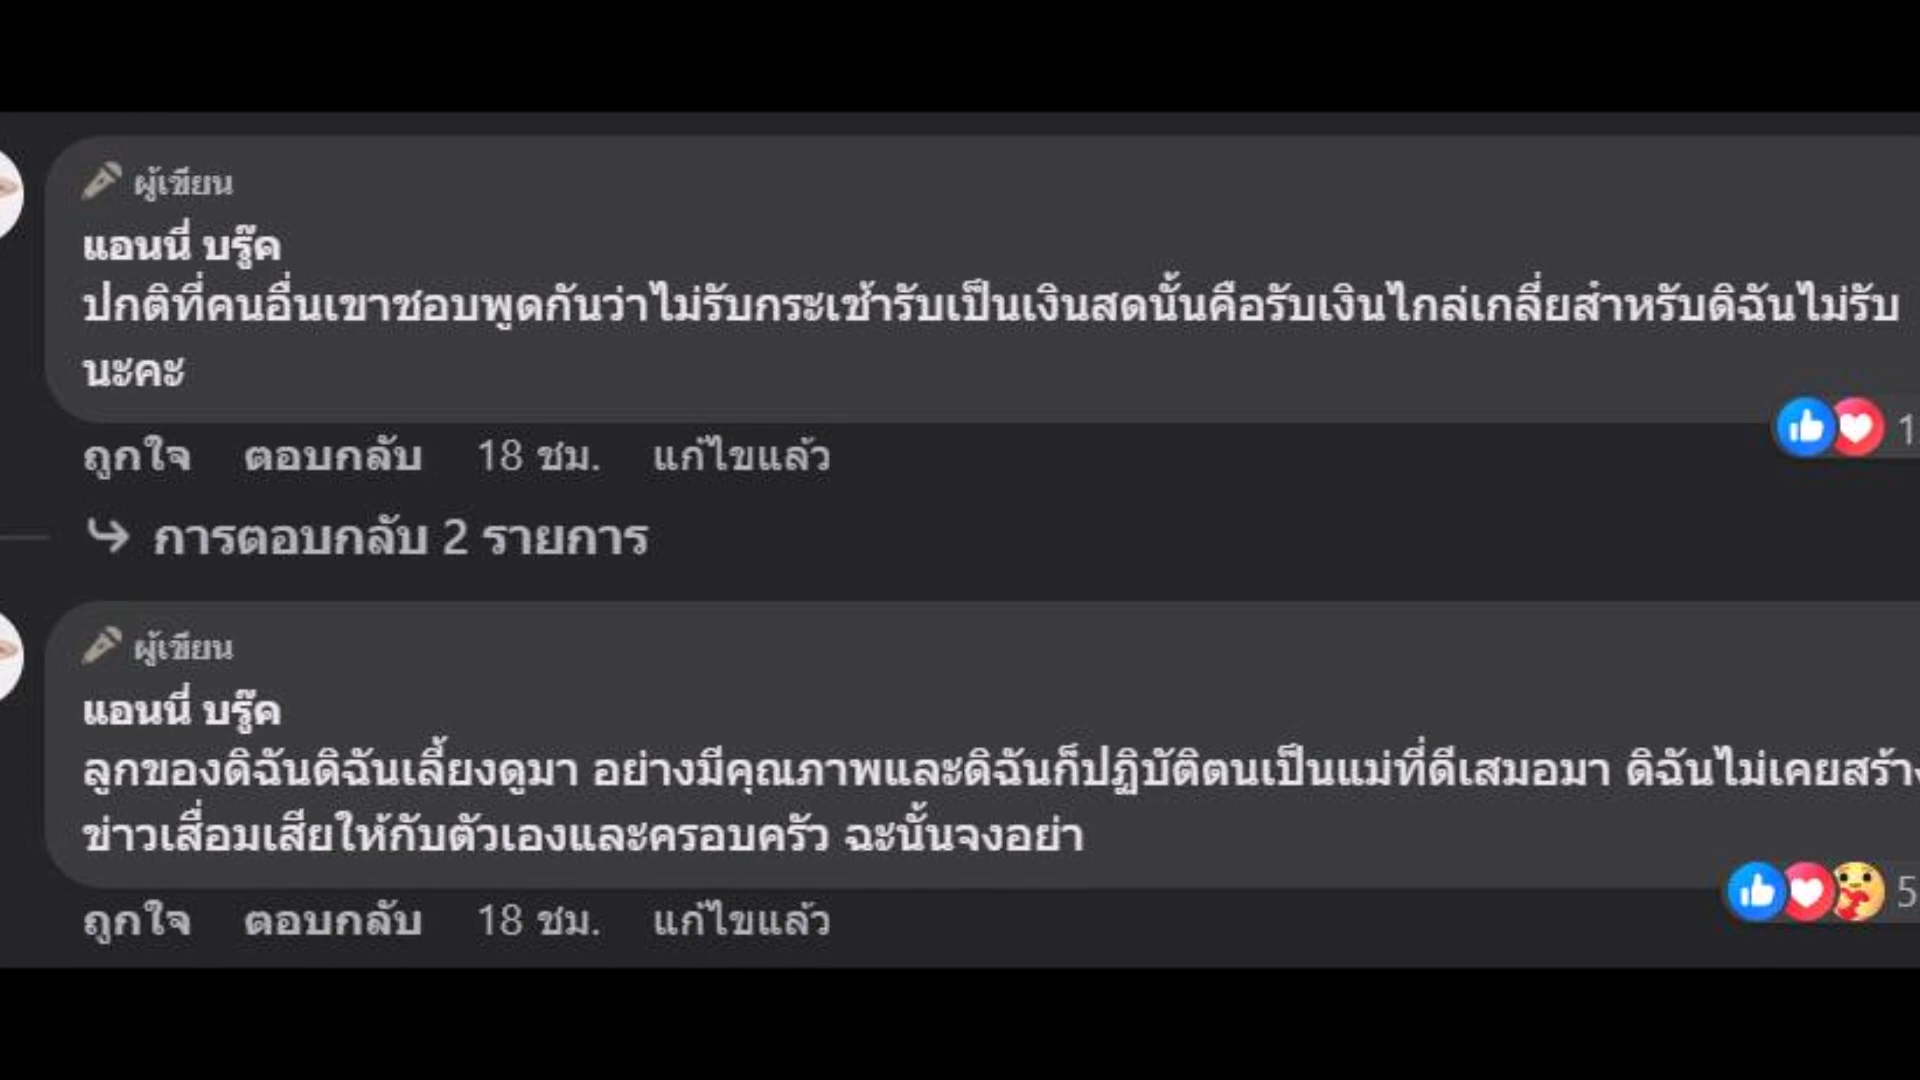 ผู้เขียน
แอนนี่ บรู๊ค
ปกติที่คนอื่นเขาชอบพูดกันว่าไม่รับกระเช้ารับเป็นเงินสดนั้นคือรับเงินไกล่เกลี่ยสำหรับดิฉันไม่รับ
นะคะ
1
ถูกใจ ตอบกลับ 18 ชม. แก้ไขแล้ว
การตอบกลับ 2 รายการ
ผู้เขียน
แอนนี่ บรู๊ค
ลูกของดิฉันดิฉันเลี้ยงดูมา อย่างมีคุณภาพและดิฉันก็ปฏิบัติตนเป็นแม่ที่ดีเสมอมา ดิฉันไม่เคยสร้าง
ข่าวเสื่อมเสียให้กับตัวเองและครอบครัว ฉะนั้นจงอย่า
5
ถูกใจ ตอบกลับ 18 ชม. แก้ไขแล้ว